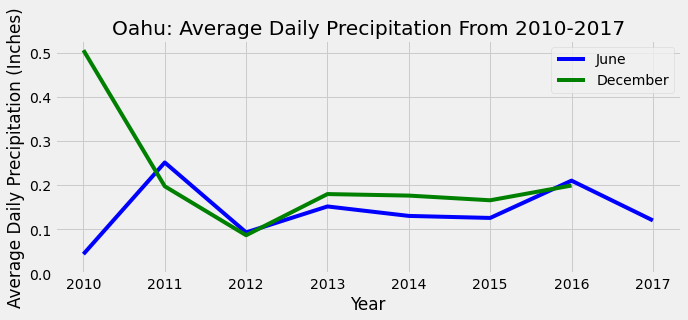 Oahu: Average Daily Precipitation From 2010-2017
Average Daily Precipitation (Inches)
0.5
0.4
0.3
0.2
0.1
0.0
June
December
2010 2011 2012 2013 2014 2015 2016 2017
Year